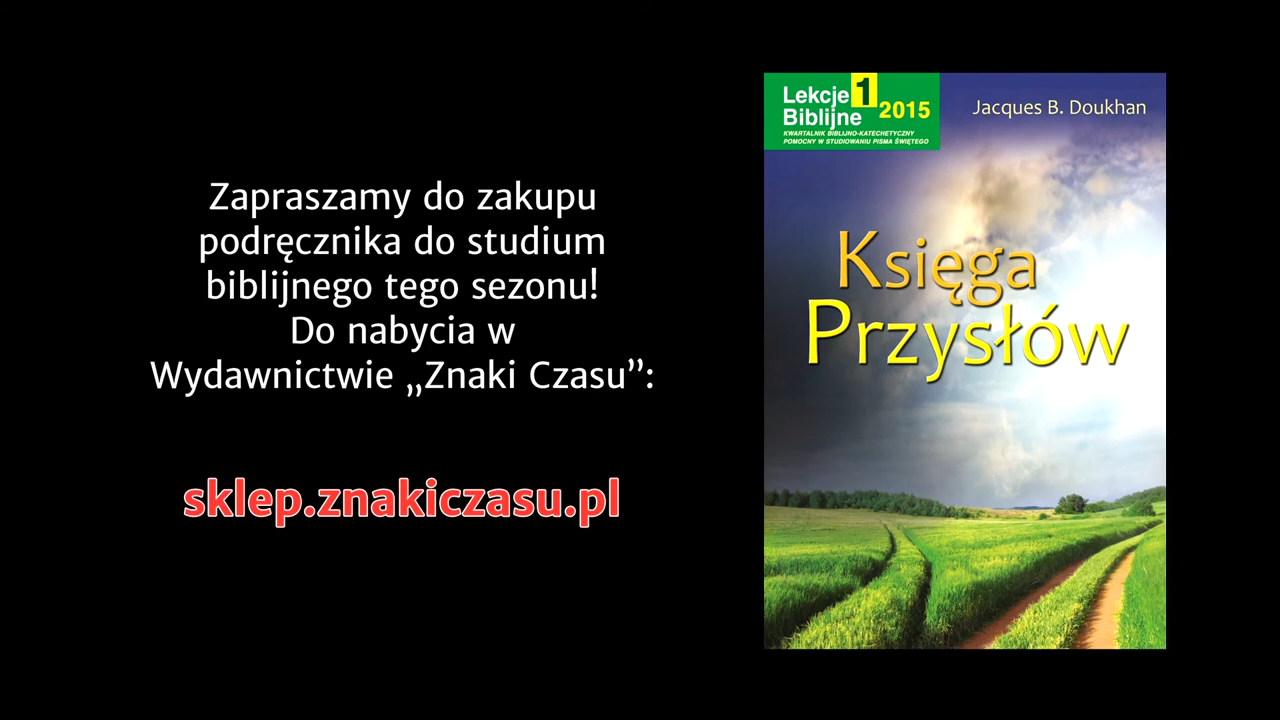 Zapraszamy do zakupu
podręcznika do studium
biblijnego tego sezonu!
Do nabycia w
Wydawnictwie „Znaki Czasu”:
sklep.znakiczasu.pl
Lekcje 1 2015
Biblijne
KWARTALNIK BIBLIJNO-KATECHETYCZNY
POMOCNY W STUDIOWANIU PISMA ŚWIĘTEGO
Jacques B. Doukhan
Księga
Przysłów